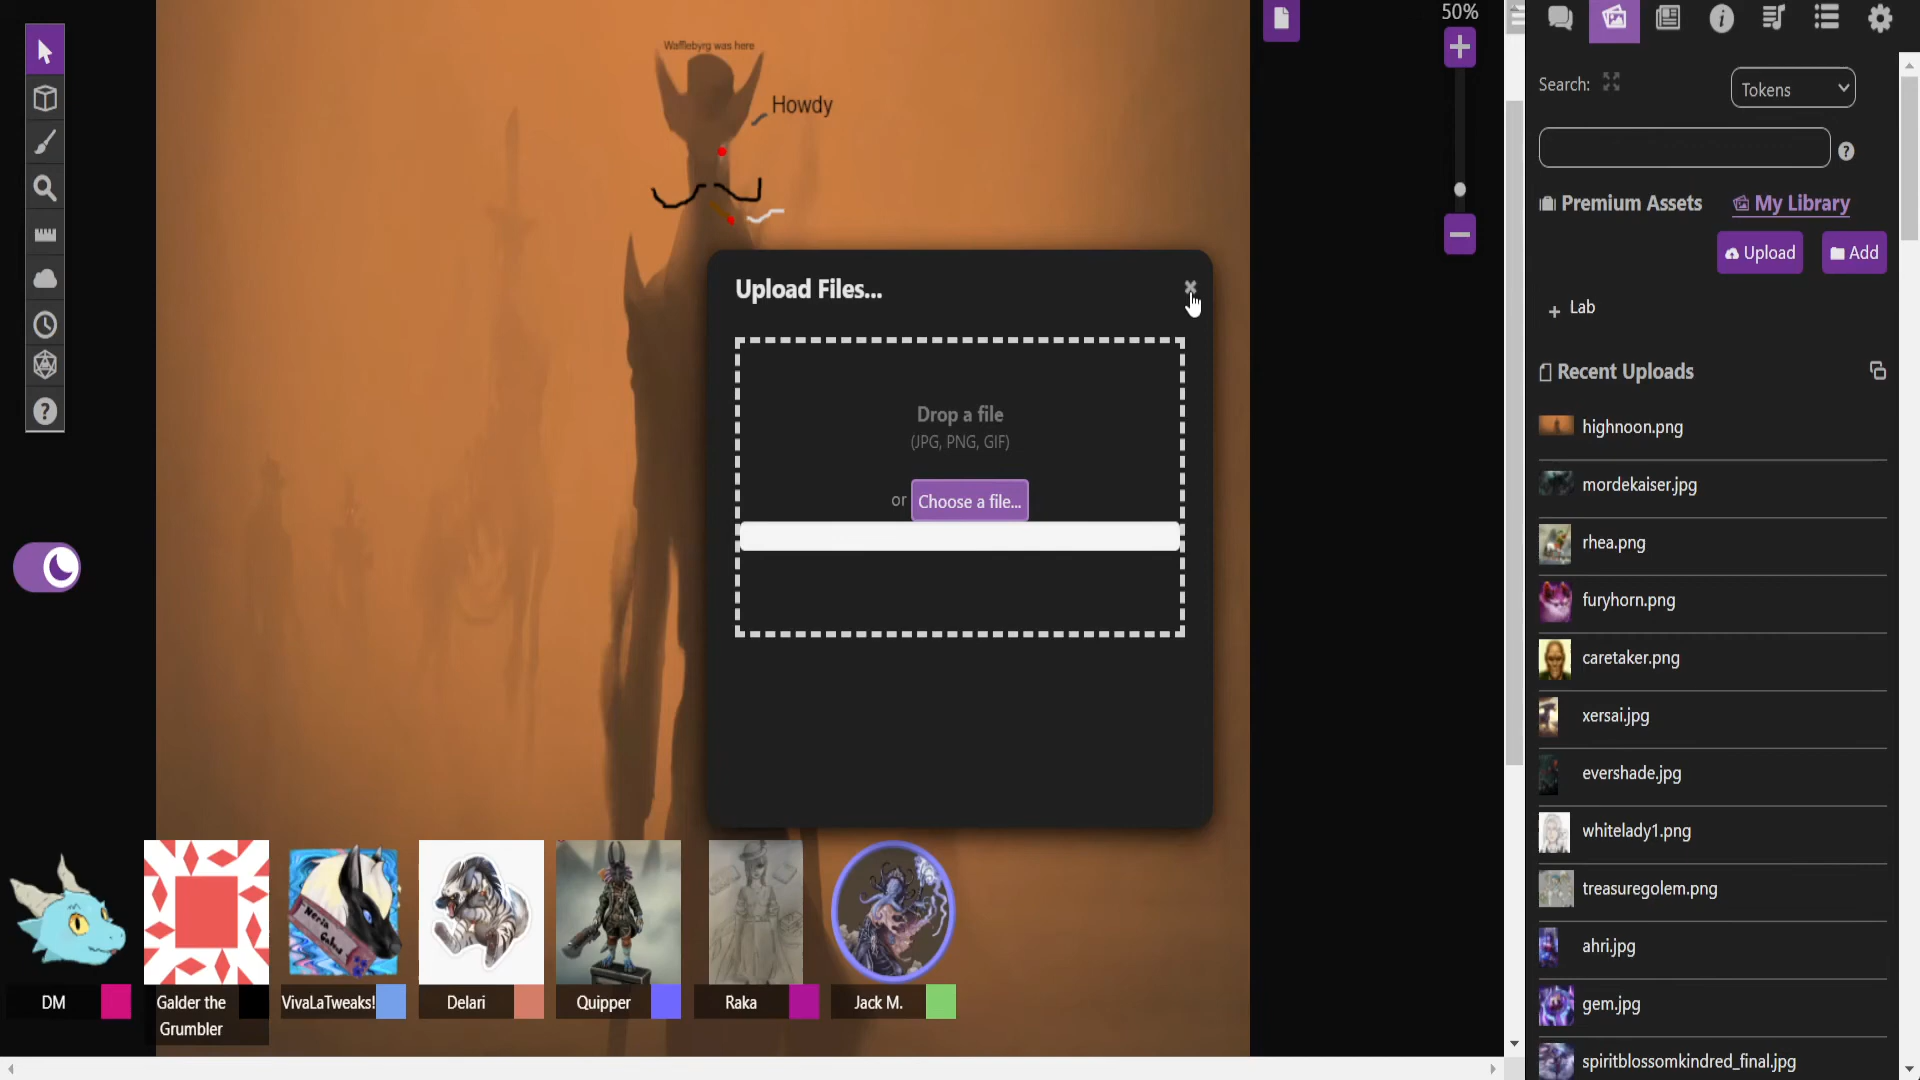 50%
Wafflebyrg was here
Howdy
Search:
Tokens
Premium Assets
My Library
Upload
Add
+ Lab
Recent Uploads
highnoon.png
mordekaiser.jpg
rhea.png
furyhorn.png
caretaker.png
xersai.jpg
evershade.jpg
whitelady1.png
treasuregolem.png
ahri.jpg
gem.jpg
spiritblossomkindred_final.jpg
Upload Files...
Drop a file
(JPG, PNG, GIF)
or Choose a file...
DM
Galder the
Grumbler
VivaLaTweaks!
Delari
Quipper
Raka
Jack M.